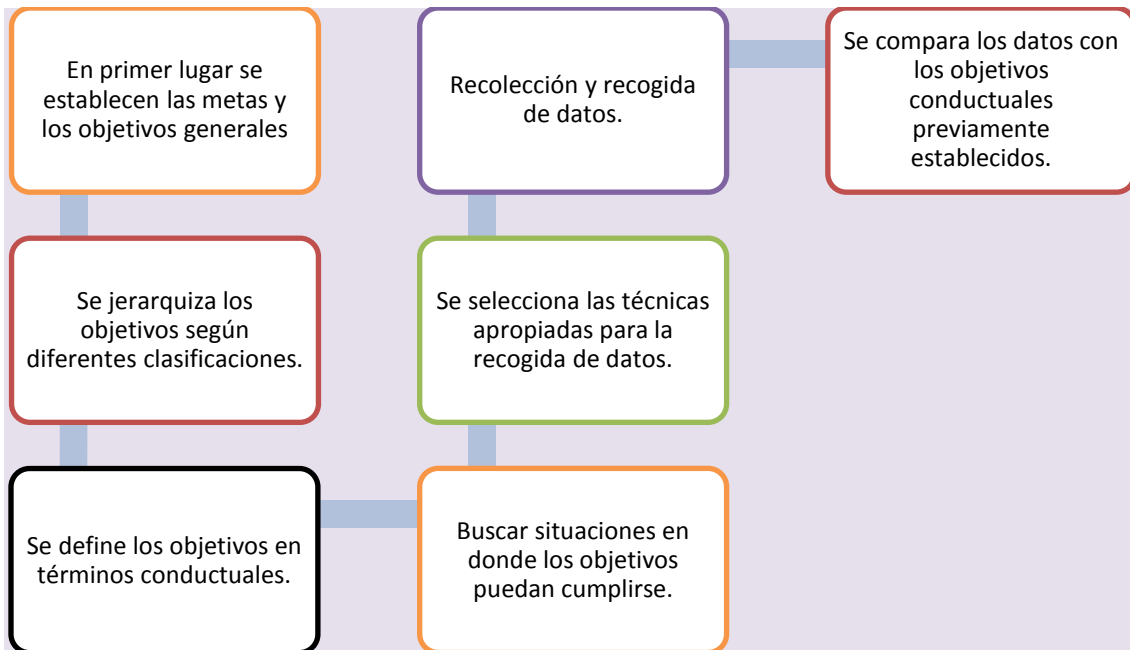 En primer lugar se
establecen las metas y
los objetivos generales
Se jerarquiza los
objetivos según
diferentes clasificaciones.
Se define los objetivos en
términos conductuales.
Buscar situaciones en
donde los objetivos
puedan cumplirse.
Se selecciona las técnicas
apropiadas para la
recogida de datos.
Recolección y recogida
de datos.
Se compara los datos con
los objetivos
conductuales
previamente
establecidos.